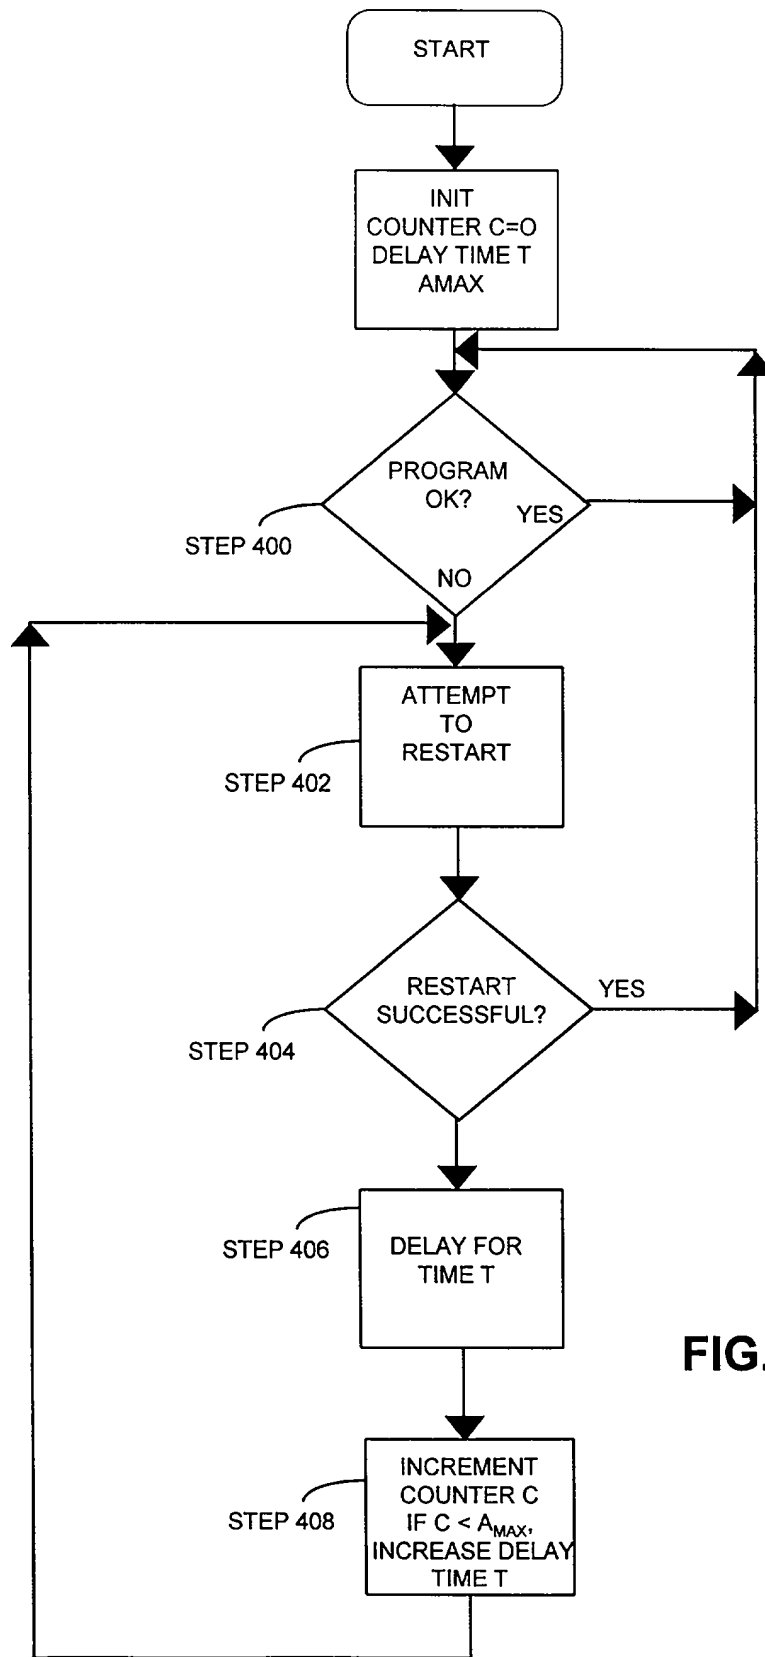 START
INIT
COUNTER C=O
DELAY TIME T
AMAX
PROGRAM
OK?
YES
STEP 400
NO
ATTEMPT
TO
RESTART
STEP 402
RESTART
SUCCESSFUL?
YES
STEP 404
DELAY FOR
TIME T
STEP 406
FIG.
INCREMENT
COUNTER C
IF C < AMAX,
INCREASE DELAY
TIME T
STEP 408